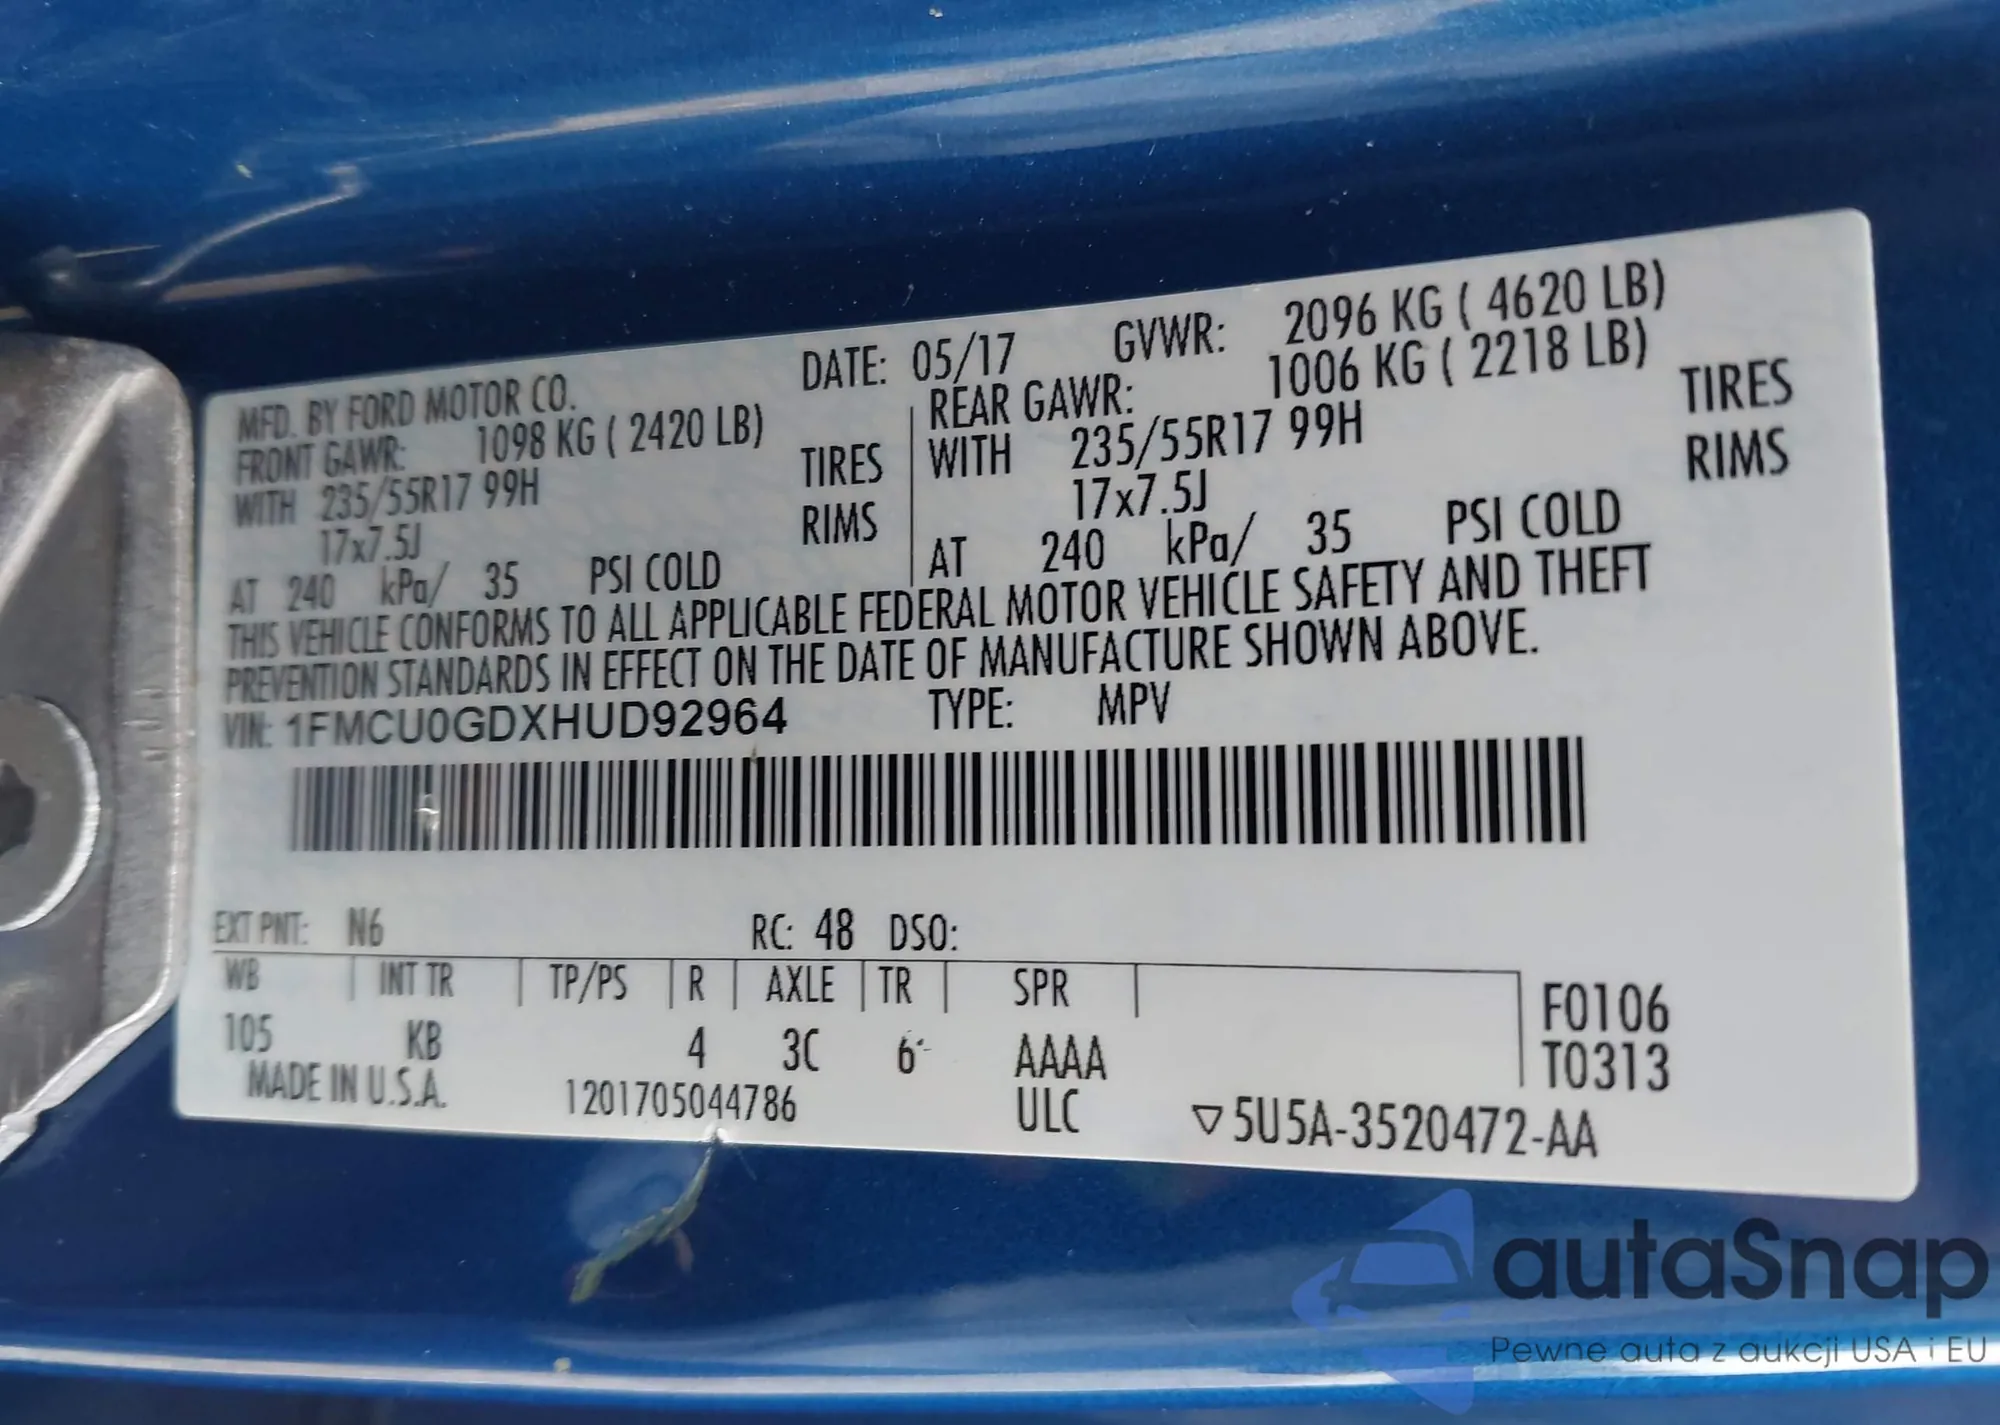 MFD. BY FORD MOTOR CO. DATE: 05/17 GVWR: 2096 KG ( 4620 LB)
FRONT GAWR: 1098 KG ( 2420 LB) REAR GAWR: 1006 KG ( 2218 LB)
WITH 235/55R17 99H TIRES WITH 235/55R17 99H TIRES
17x7.5J RIMS 17x7.5J RIMS
AT 240 kPa/ 35 PSI COLD AT 240 kPa/ 35 PSI COLD
THIS VEHICLE CONFORMS TO ALL APPLICABLE FEDERAL MOTOR VEHICLE SAFETY AND THEFT
PREVENTION STANDARDS IN EFFECT ON THE DATE OF MANUFACTURE SHOWN ABOVE.
VIN: 1FMCU0GDXHUD92964 TYPE: MPV
EXT PNT: N6 RC: 48 DSO:
WB INT TR TP/PS R AXLE TR SPR F0106
105 KB 4 3C 6 AAAA T0313
MADE IN U.S.A. 1201705044786 ULC ▽5U5A-3520472-AA
autaSnap
Pewne auta z aukcji USA i EU